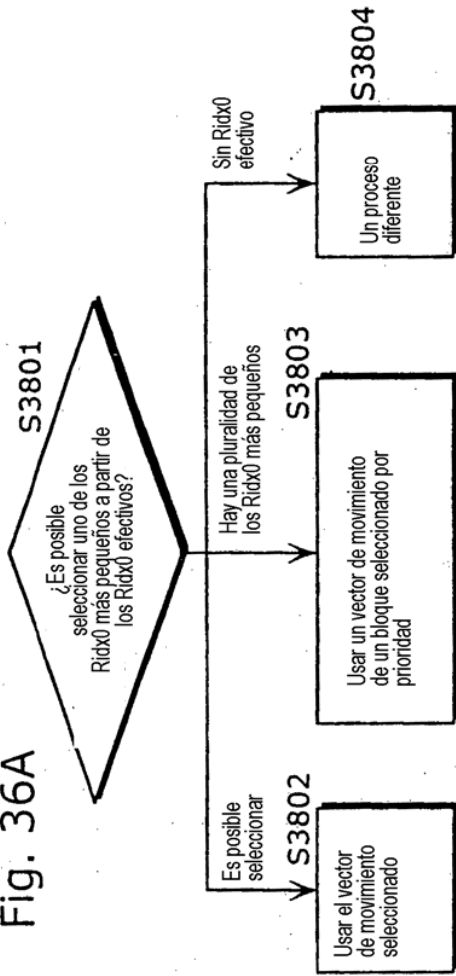 Fig. 36A
S3801
¿Es posible
seleccionar uno de los
Ridx0 más pequeños a partir de
los Ridx0 efectivos?
Es posible
seleccionar
Hay una pluralidad de
los Ridx0 más pequeños
Sin Ridx0
efectivo
S3802
Usar el vector
de movimiento
seleccionado
S3803
Usar un vector de movimiento
de un bloque seleccionado por
prioridad
S3804
Un proceso
diferente